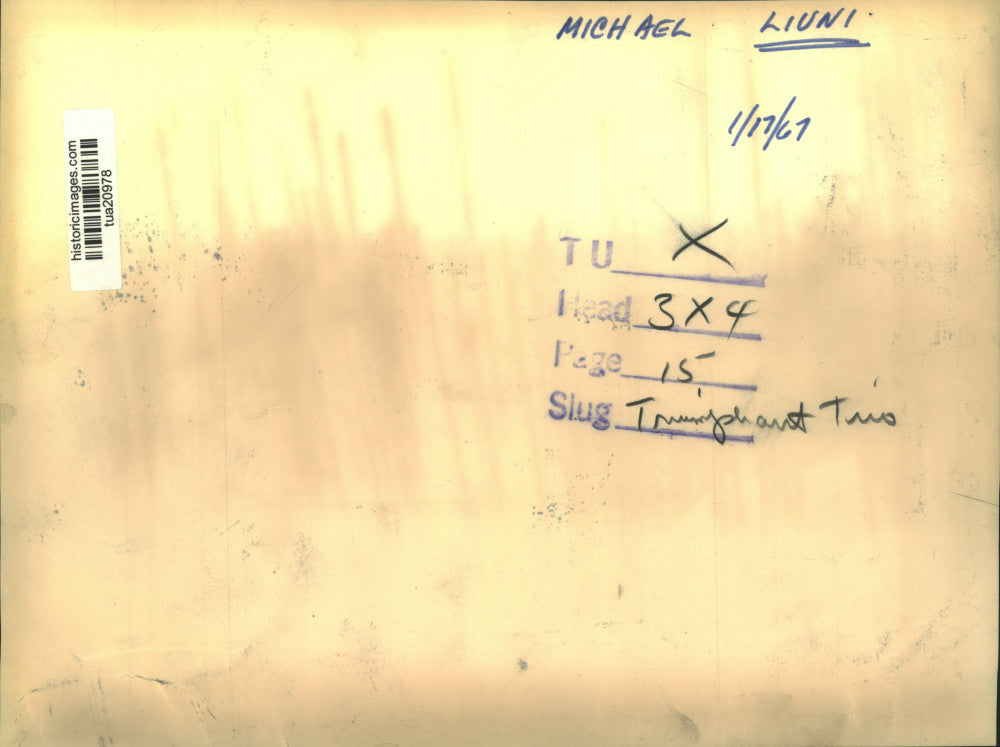 MICHAEL LIUNI.
1/17/67
historicimages.com
tua20978
TU X
Head 3X4
Page 15
Slug Triumphant Trio